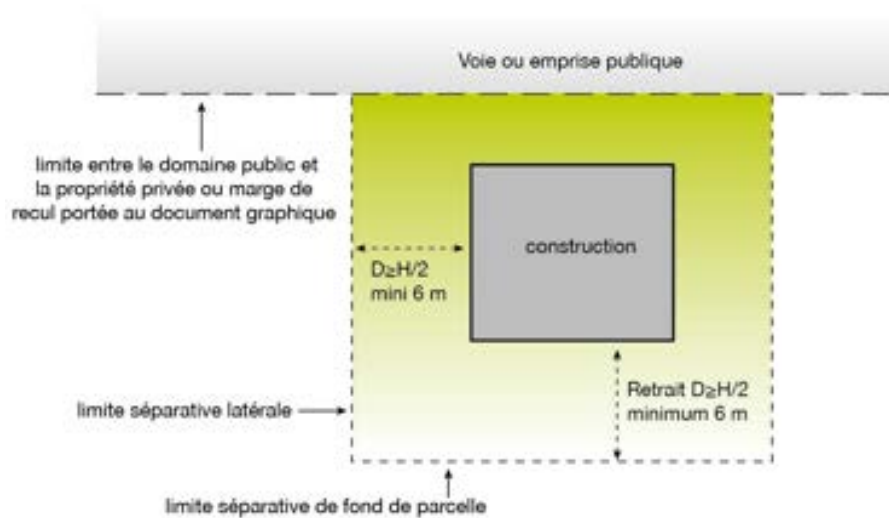 Voie ou emprise publique
limite entre le domaine public et
la propriété privée ou marge de
recul portée au document graphique
construction
D≥H/2
mini 6 m
Retrait D≥H/2
minimum 6 m
limite séparative latérale
limite séparative de fond de parcelle